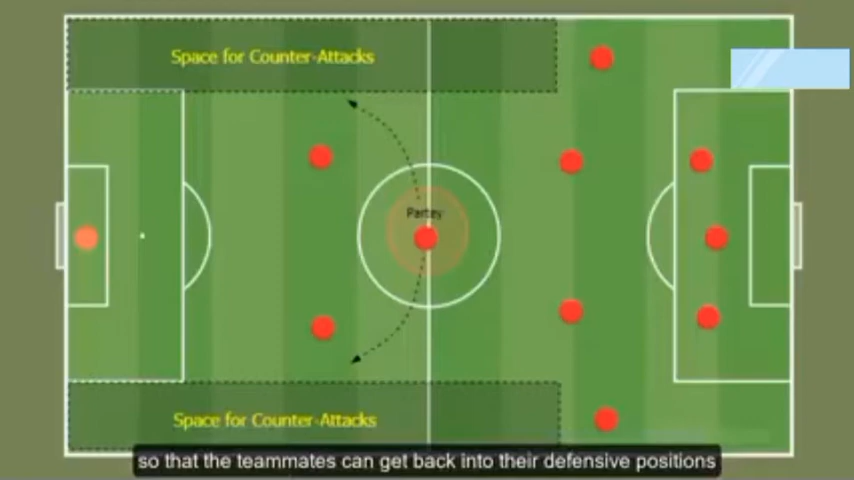 Space for Counter-Attacks
Partey
Space for Counter-Attacks
so that the teammates can get back into their defensive positions